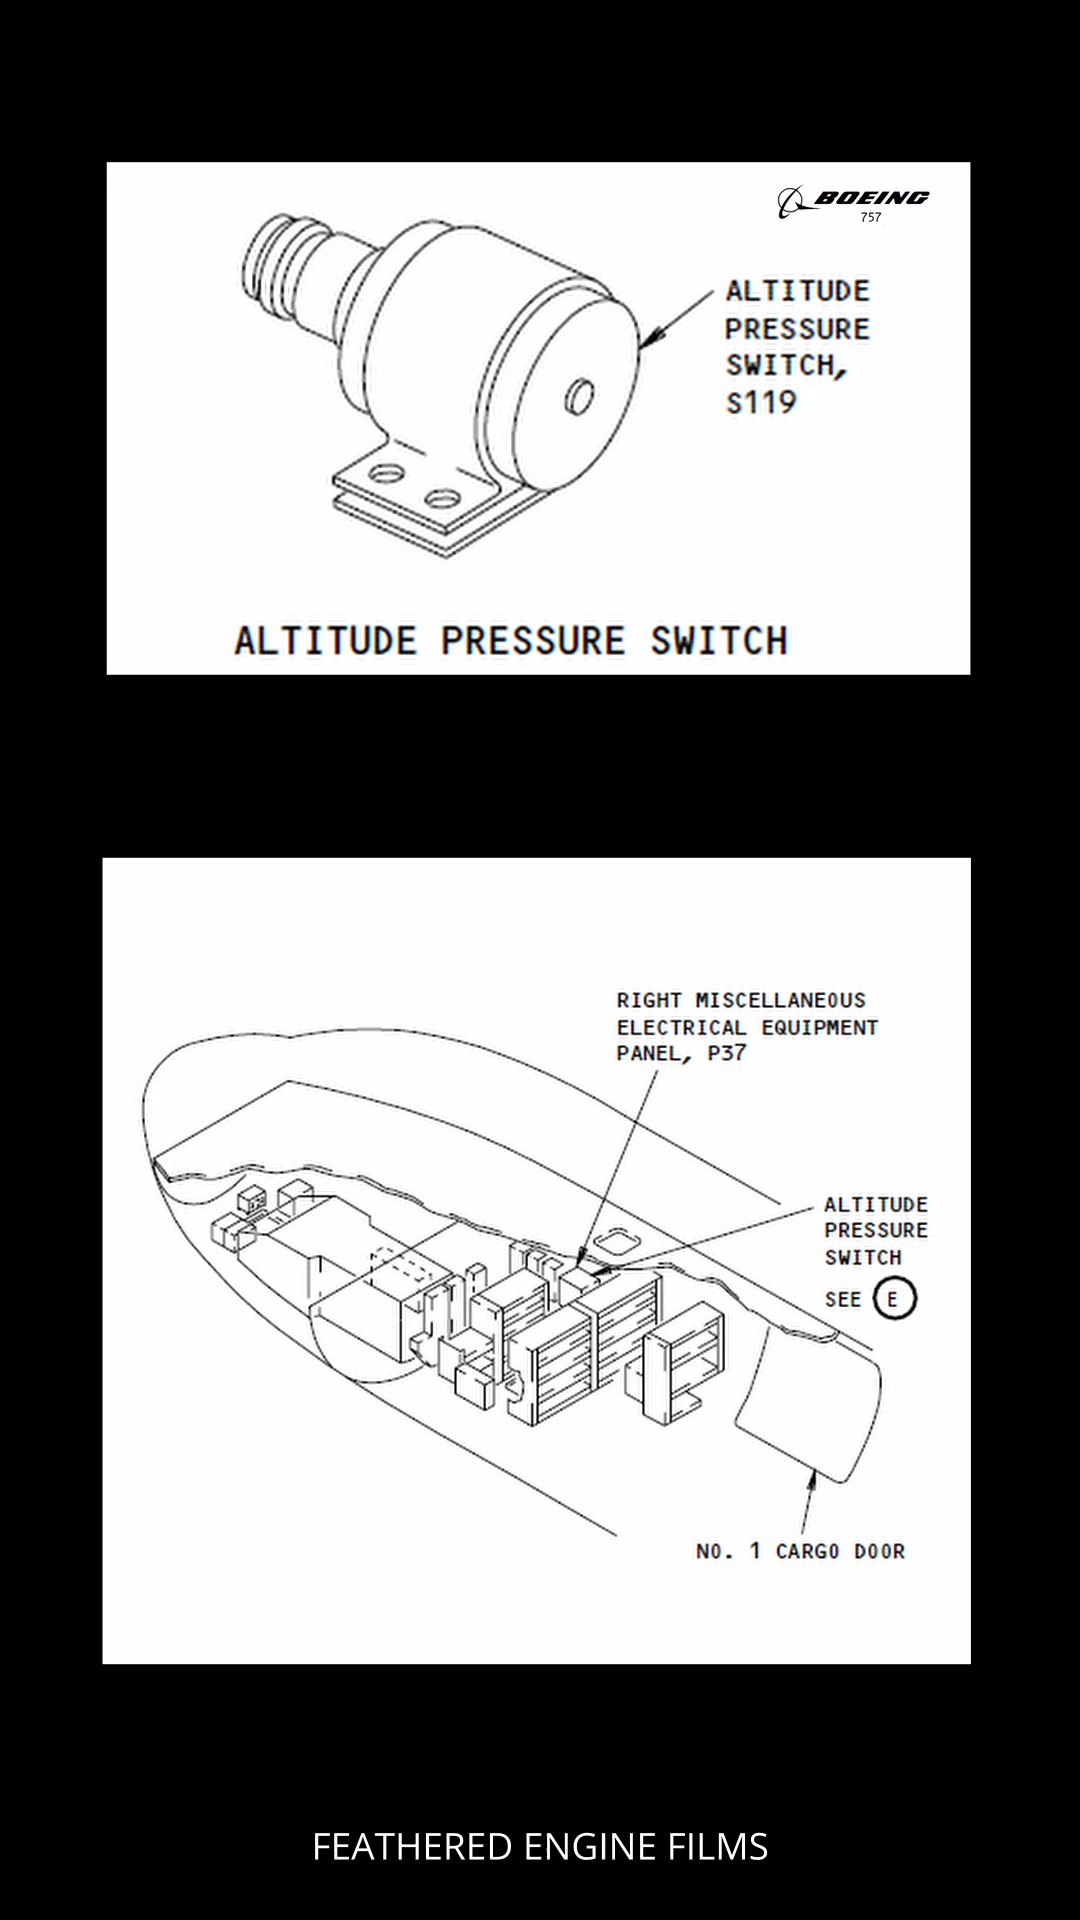 BOEING
757
ALTITUDE
PRESSURE
SWITCH,
S119
ALTITUDE PRESSURE SWITCH
RIGHT MISCELLANEOUS
ELECTRICAL EQUIPMENT
PANEL, P37
ALTITUDE
PRESSURE
SWITCH
SEE E
NO. 1 CARGO DOOR
FEATHERED ENGINE FILMS